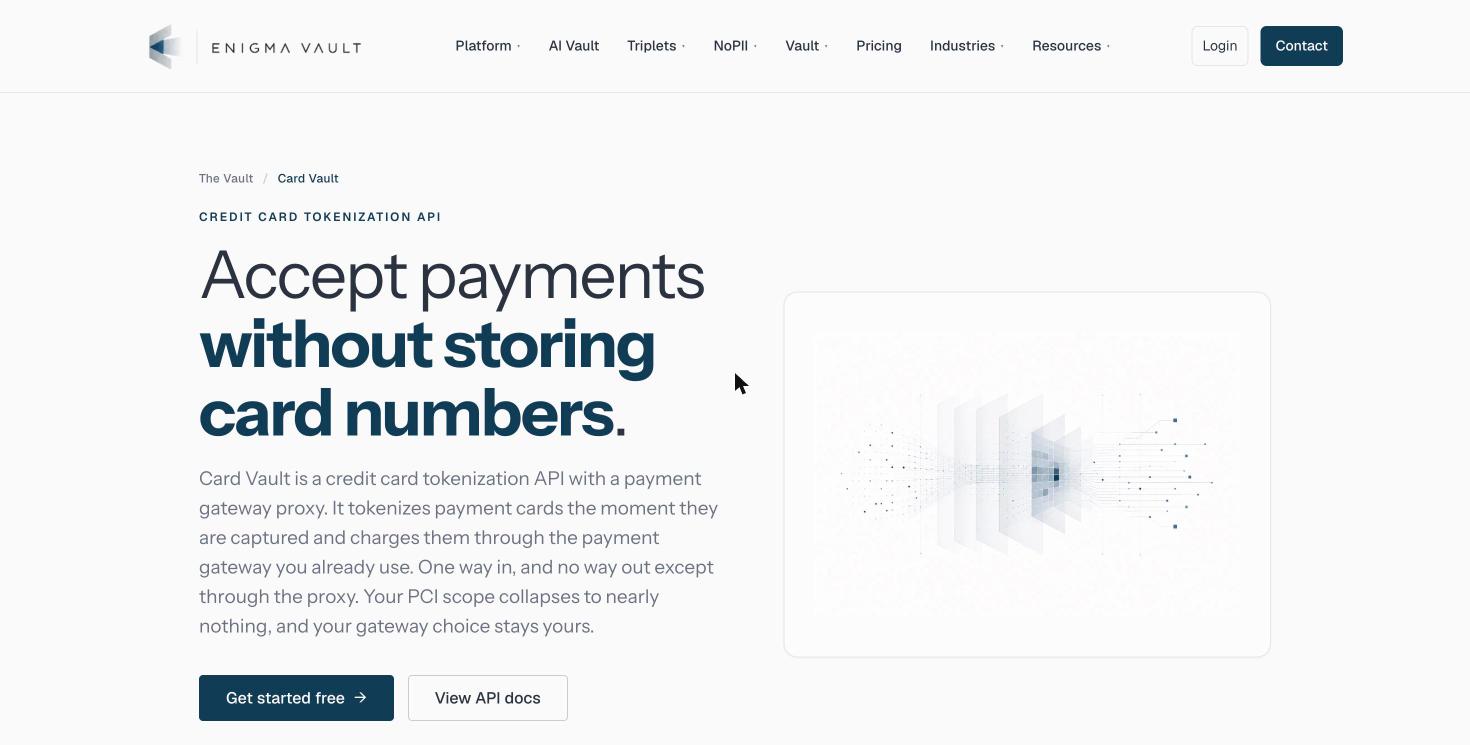 ENIGMA VAULT
Platform
AI Vault
Triplets
NoPII
Vault
Pricing
Industries
Resources
Login
Contact
The Vault / Card Vault
CREDIT CARD TOKENIZATION API
Accept payments
without storing
card numbers.
Card Vault is a credit card tokenization API with a payment
gateway proxy. It tokenizes payment cards the moment they
are captured and charges them through the payment
gateway you already use. One way in, and no way out except
through the proxy. Your PCI scope collapses to nearly
nothing, and your gateway choice stays yours.
Get started free →
View API docs